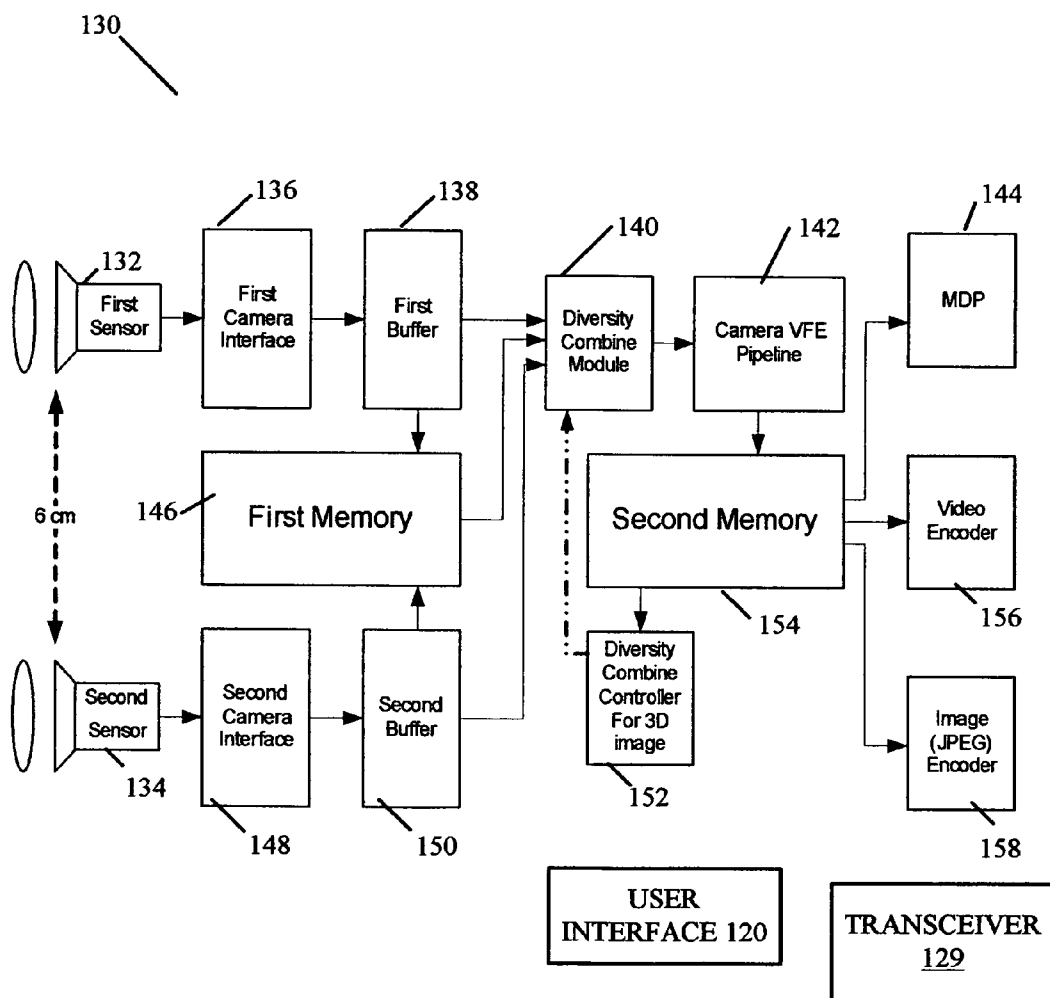 130
136
138
140
142
144
132
First
Sensor
First
Camera
Interface
First
Buffer
Diversity
Combine
Module
Camera VFE
Pipeline
MDP
6 cm
146
First Memory
Second Memory
Video
Encoder
154
156
Second
Sensor
134
Second
Camera
Interface
Second
Buffer
Diversity
Combine
Controller
For 3D
image
152
Image
(JPEG)
Encoder
148
150
158
USER
INTERFACE 120
TRANSCEIVER
129